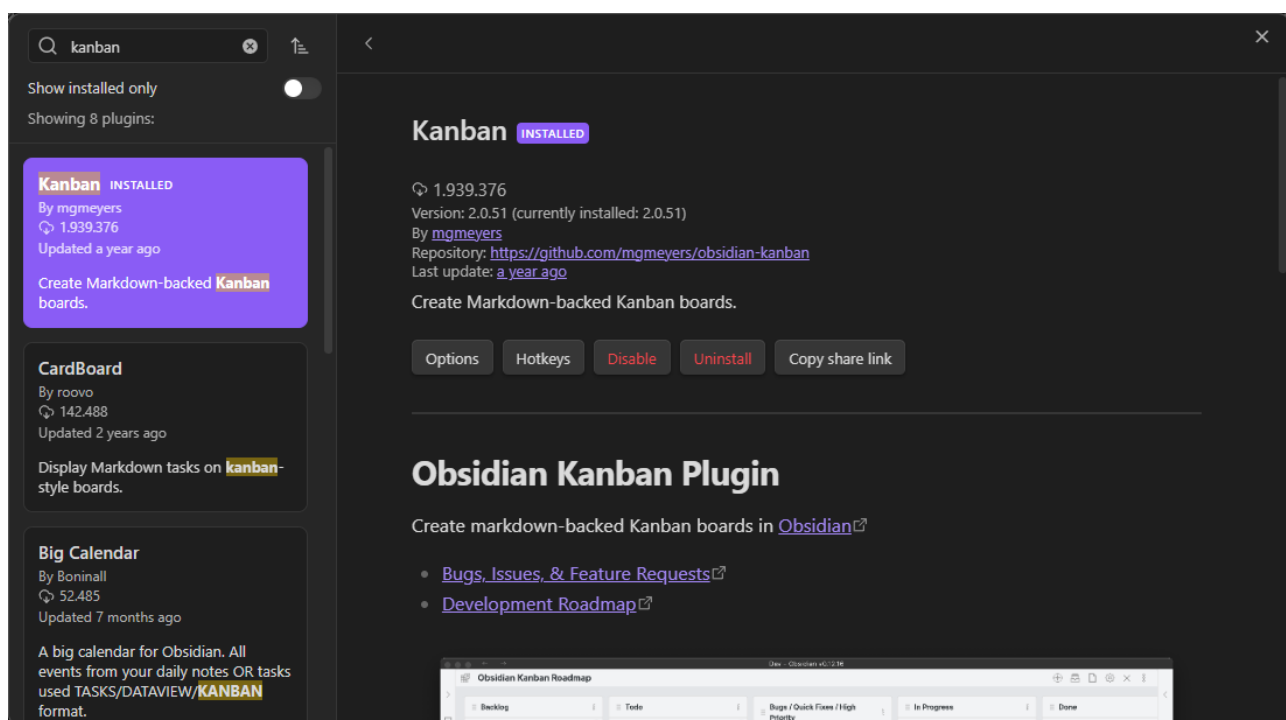 kanban
Show installed only
Showing 8 plugins:
Kanban INSTALLED
By mgmeyers
1.939.376
Updated a year ago
Create Markdown-backed Kanban
boards.
CardBoard
By roovo
142.488
Updated 2 years ago
Display Markdown tasks on kanban-
style boards.
Big Calendar
By Boninall
52.485
Updated 7 months ago
A big calendar for Obsidian. All
events from your daily notes OR tasks
used TASKS/DATAVIEW/KANBAN
format.
Kanban INSTALLED
1.939.376
Version: 2.0.51 (currently installed: 2.0.51)
By mgmeyers
Repository: https://github.com/mgmeyers/obsidian-kanban
Last update: a year ago
Create Markdown-backed Kanban boards.
Options Hotkeys Disable Uninstall Copy share link
Obsidian Kanban Plugin
Create markdown-backed Kanban boards in Obsidian
Bugs, Issues, & Feature Requests
Development Roadmap
Dev - Obsidian v0.12.16
Obsidian Kanban Roadmap
Backlog Todo Bugs / Quick Fixes / High In Progress Done
Priority